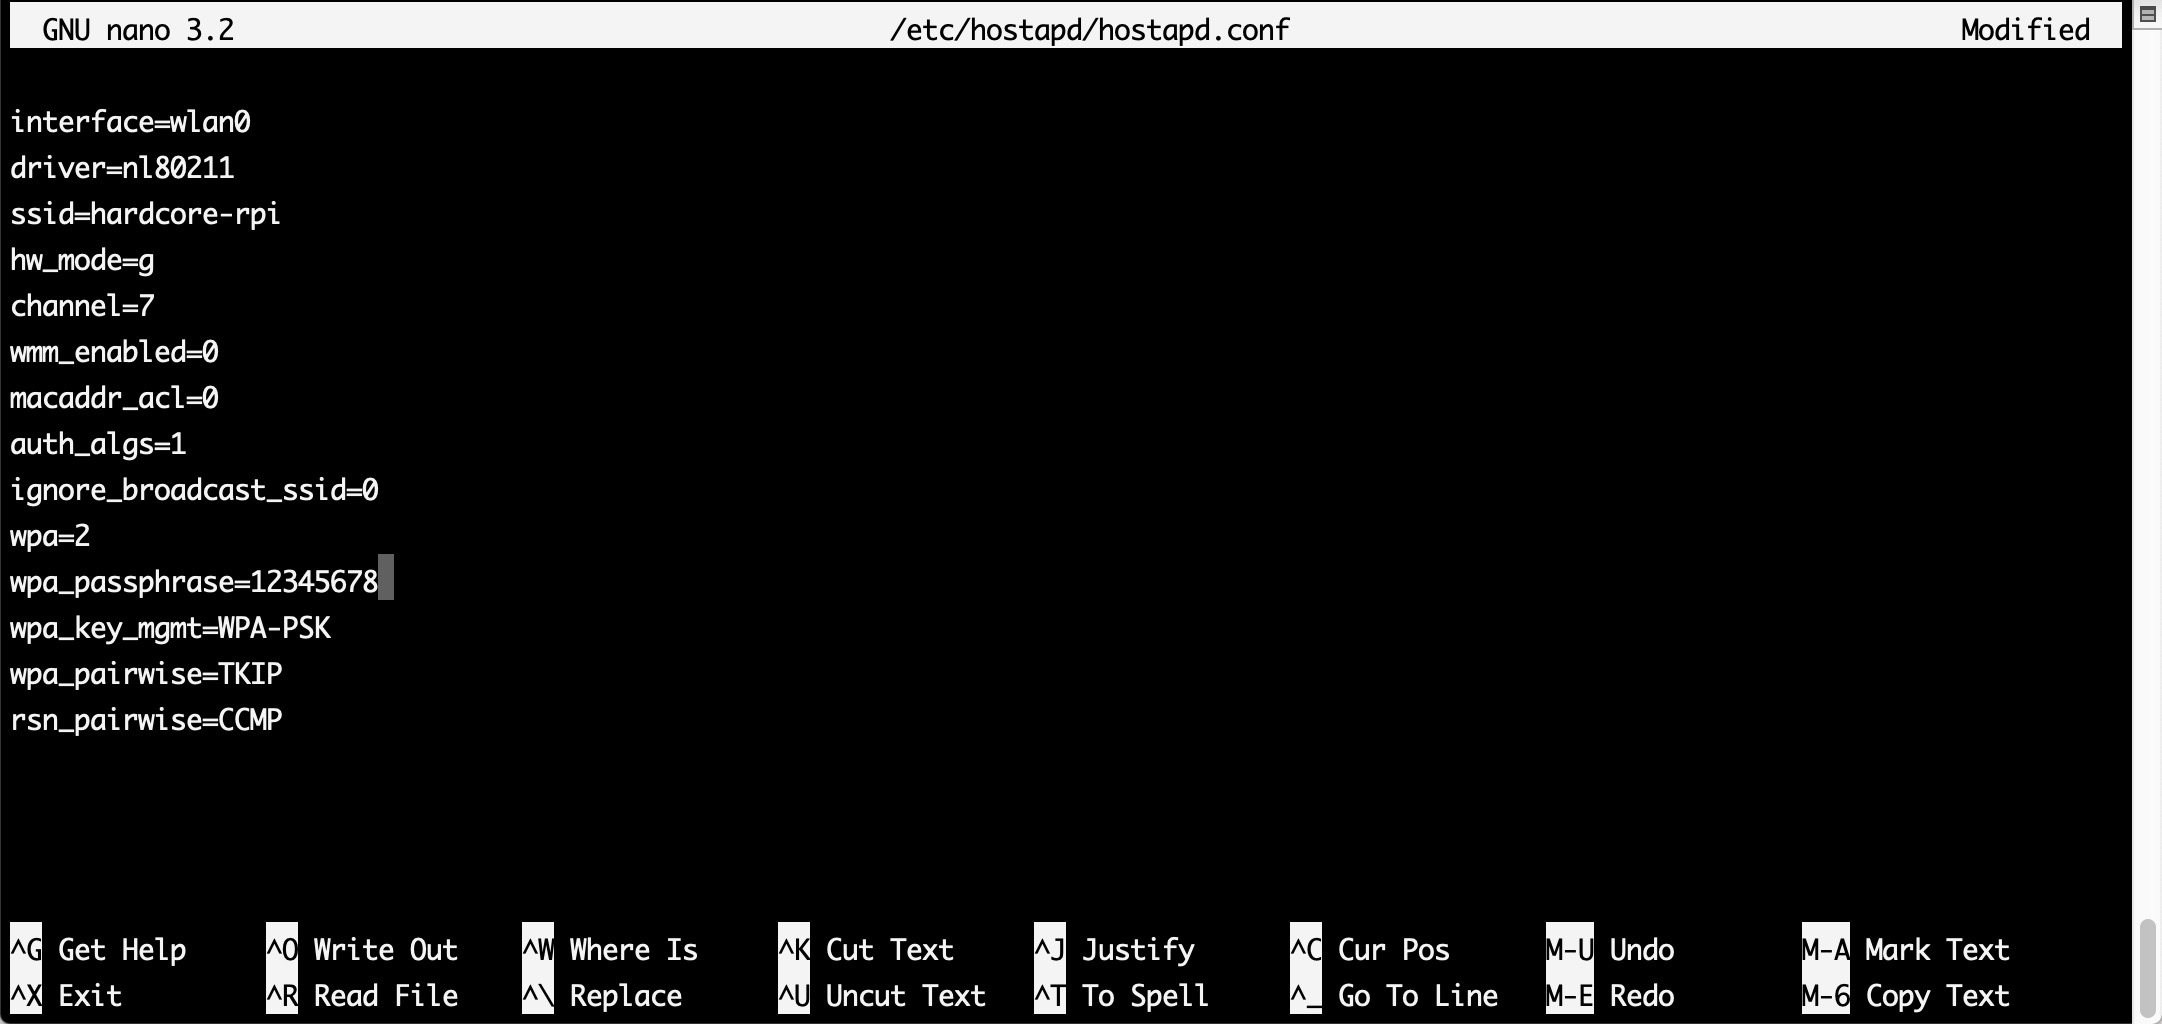 GNU nano 3.2 /etc/hostapd/hostapd.conf Modified
interface=wlan0
driver=nl80211
ssid=hardcore-rpi
hw_mode=g
channel=7
wmm_enabled=0
macaddr_acl=0
auth_algs=1
ignore_broadcast_ssid=0
wpa=2
wpa_passphrase=12345678
wpa_key_mgmt=WPA-PSK
wpa_pairwise=TKIP
rsn_pairwise=CCMP
^G Get Help ^O Write Out ^W Where Is ^K Cut Text ^J Justify ^C Cur Pos M-U Undo M-A Mark Text
^X Exit ^R Read File ^\ Replace ^U Uncut Text ^T To Spell ^_ Go To Line M-E Redo M-6 Copy Text